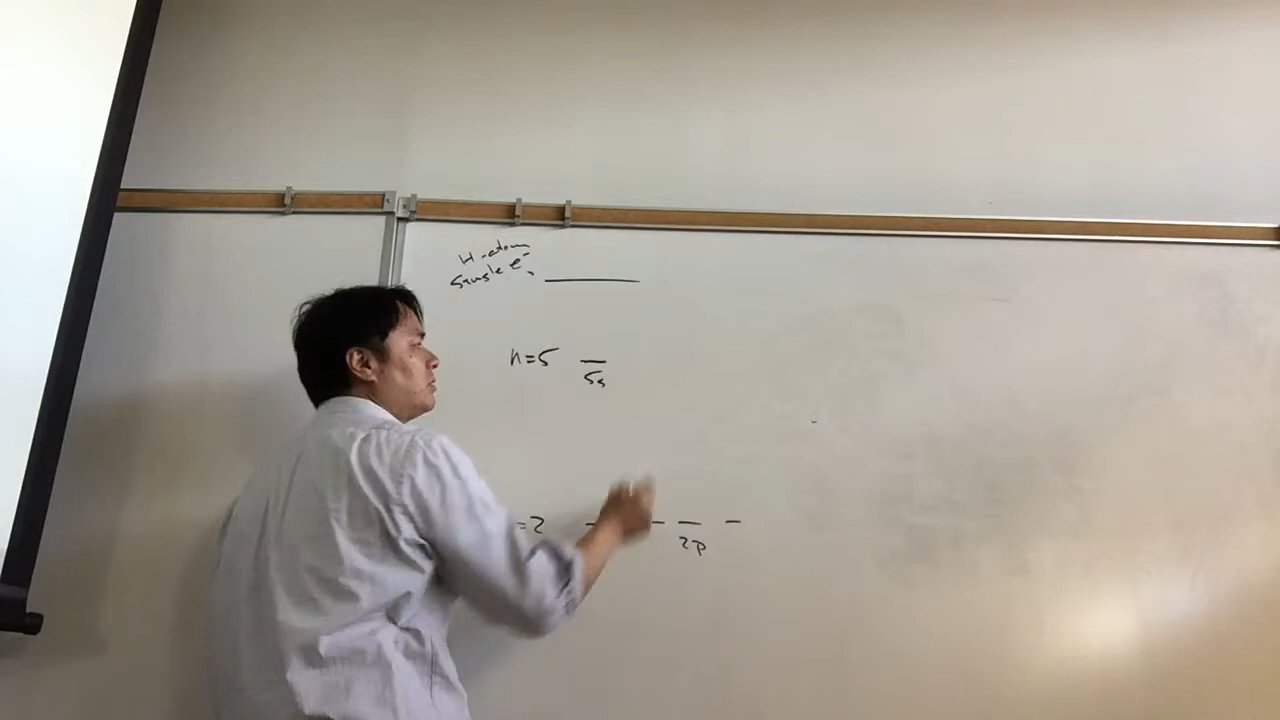 H-atom
single e⁻
n=5
5s
=2
2p